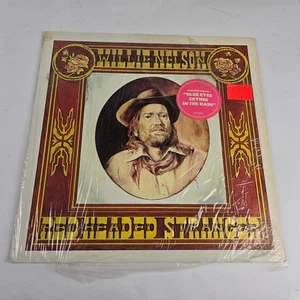 WILLIE NELSON
"BLUE EYES
CRYING
IN THE RAIN"
RED HEADED STRANGER